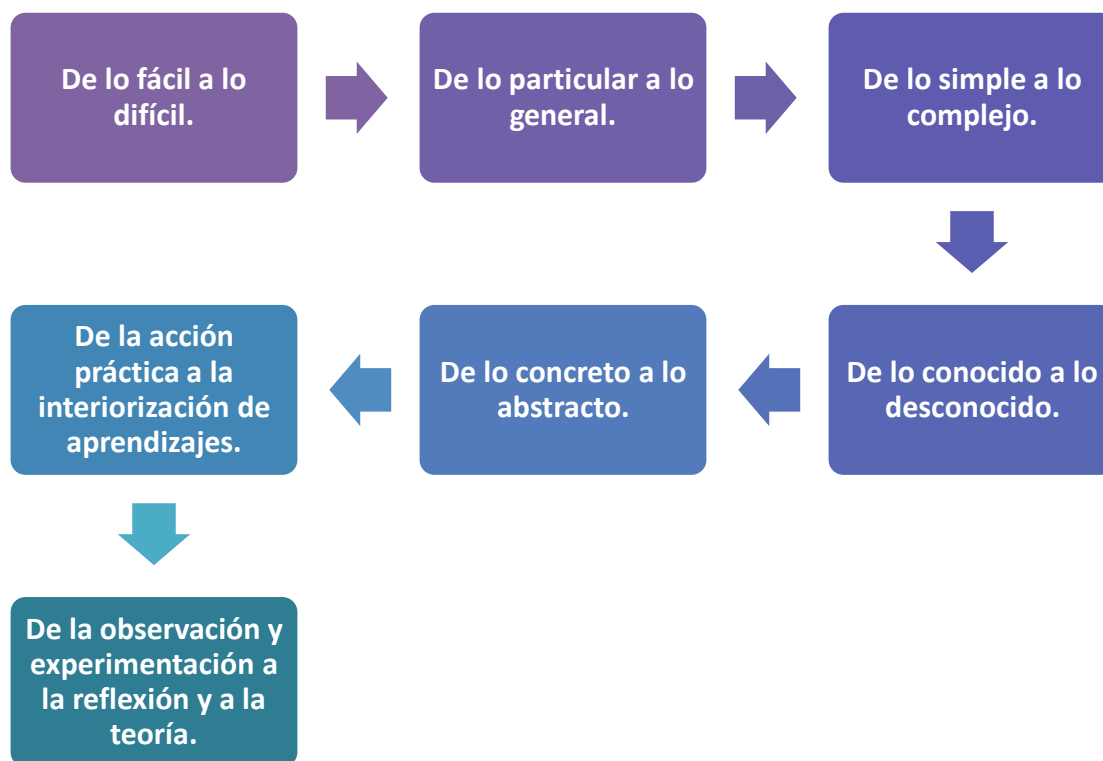 De lo fácil a lo
difícil.
De lo particular a lo
general.
De lo simple a lo
complejo.
De lo conocido a lo
desconocido.
De lo concreto a lo
abstracto.
De la acción
práctica a la
interiorización de
aprendizajes.
De la observación y
experimentación a
la reflexión y a la
teoría.